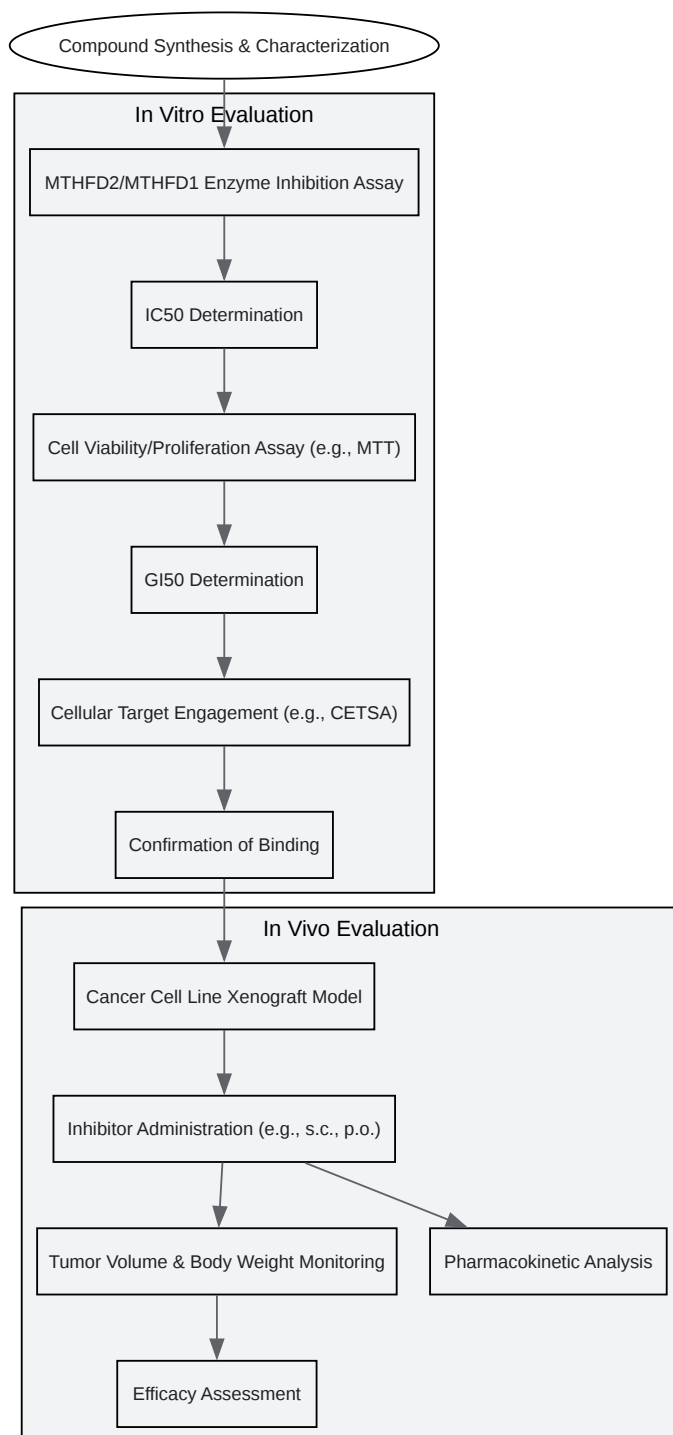 Compound Synthesis & Characterization
In Vitro Evaluation
MTHFD2/MTHFD1 Enzyme Inhibition Assay
IC50 Determination
Cell Viability/Proliferation Assay (e.g., MTT)
GI50 Determination
Cellular Target Engagement (e.g., CETSA)
Confirmation of Binding
In Vivo Evaluation
Cancer Cell Line Xenograft Model
Inhibitor Administration (e.g., s.c., p.o.)
Tumor Volume & Body Weight Monitoring
Pharmacokinetic Analysis
Efficacy Assessment